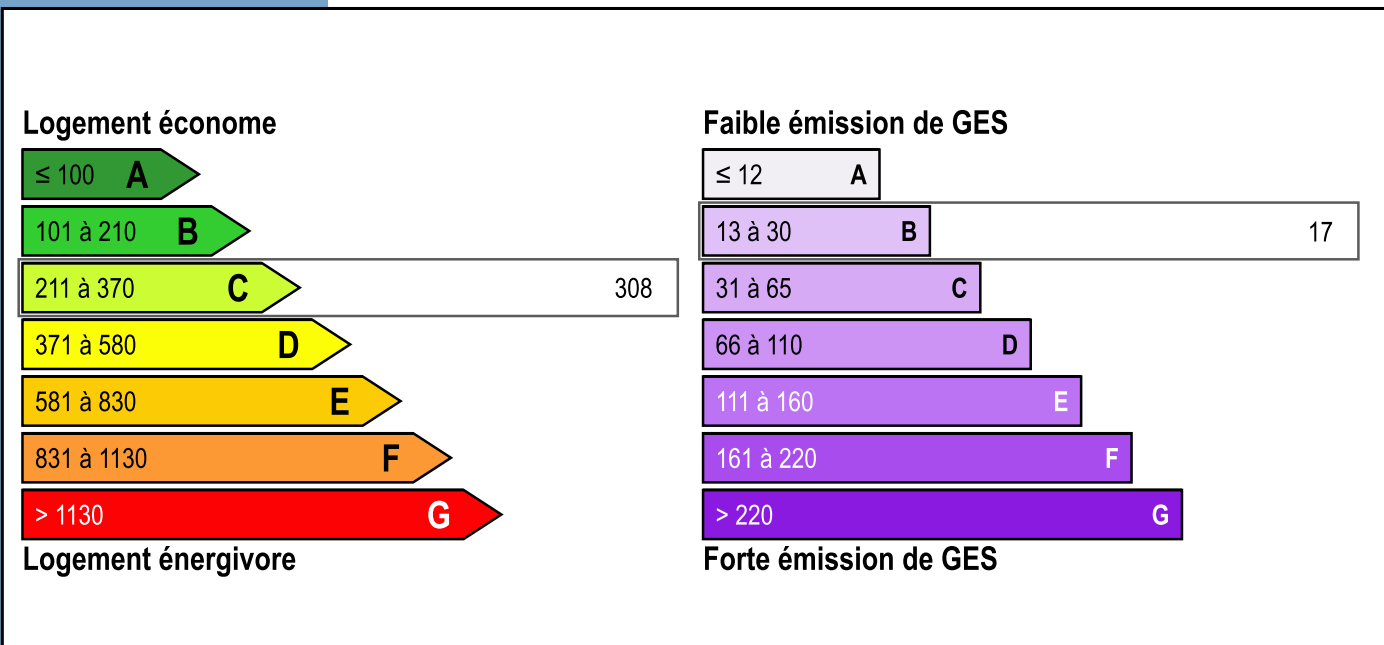 Logement économe
≤ 100 A
101 à 210 B
211 à 370 C 308
371 à 580 D
581 à 830 E
831 à 1130 F
> 1130 G
Logement énergivore
Faible émission de GES
≤ 12 A
13 à 30 B 17
31 à 65 C
66 à 110 D
111 à 160 E
161 à 220 F
> 220 G
Forte émission de GES